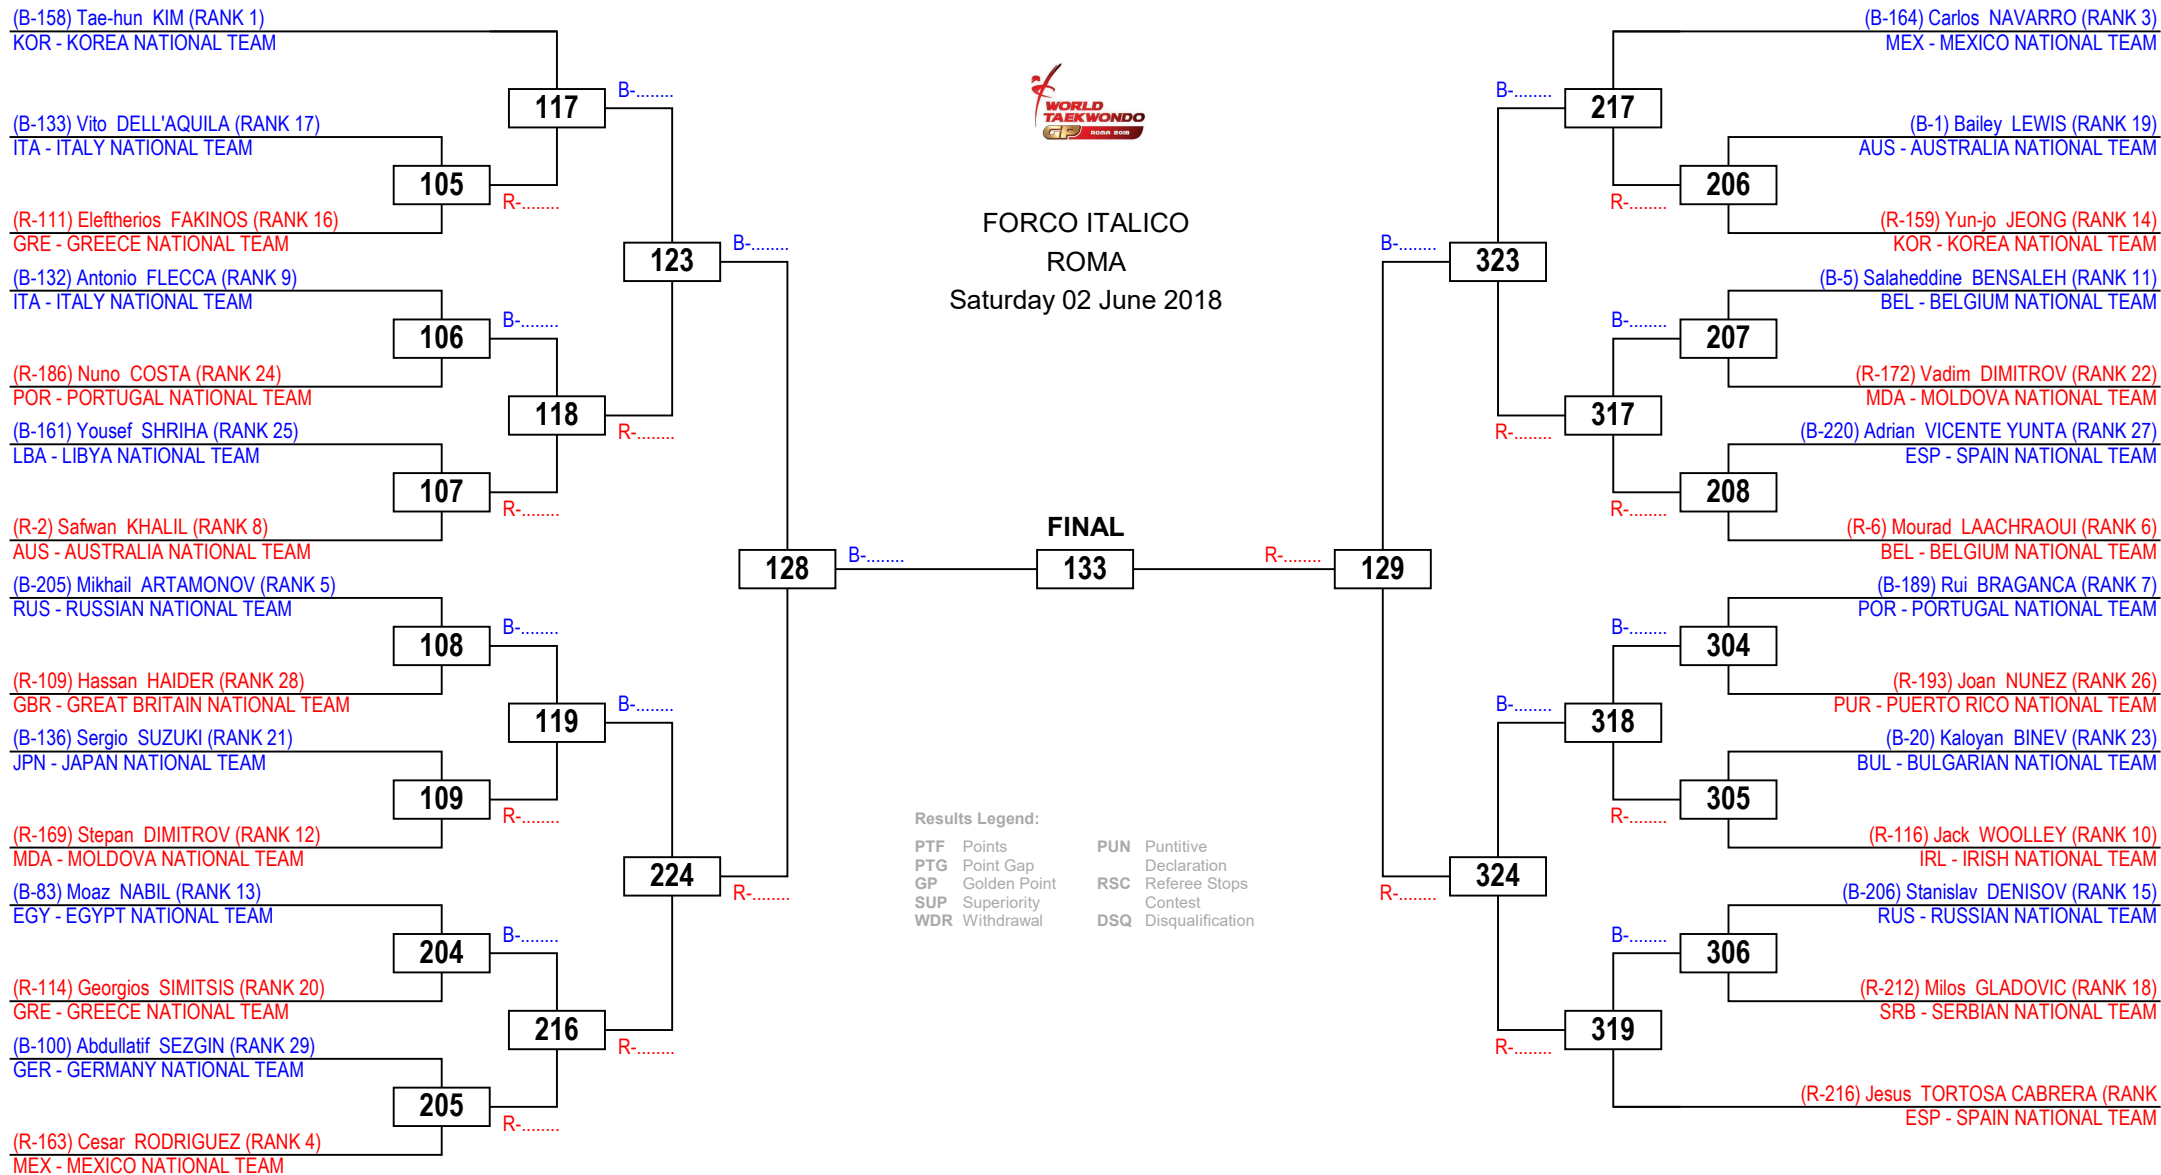 (B-158) Tae-hun KIM (RANK 1)
KOR - KOREA NATIONAL TEAM
(B-133) Vito DELL'AQUILA (RANK 17)
ITA - ITALY NATIONAL TEAM
(R-111) Eleftherios FAKINOS (RANK 16)
GRE - GREECE NATIONAL TEAM
(B-132) Antonio FLECCA (RANK 9)
ITA - ITALY NATIONAL TEAM
(R-186) Nuno COSTA (RANK 24)
POR - PORTUGAL NATIONAL TEAM
(B-161) Yousef SHRIHA (RANK 25)
LBA - LIBYA NATIONAL TEAM
(R-2) Safwan KHALIL (RANK 8)
AUS - AUSTRALIA NATIONAL TEAM
(B-205) Mikhail ARTAMONOV (RANK 5)
RUS - RUSSIAN NATIONAL TEAM
(R-109) Hassan HAIDER (RANK 28)
GBR - GREAT BRITAIN NATIONAL TEAM
(B-136) Sergio SUZUKI (RANK 21)
JPN - JAPAN NATIONAL TEAM
(R-169) Stepan DIMITROV (RANK 12)
MDA - MOLDOVA NATIONAL TEAM
(B-83) Moaz NABIL (RANK 13)
EGY - EGYPT NATIONAL TEAM
(R-114) Georgios SIMITSIS (RANK 20)
GRE - GREECE NATIONAL TEAM
(B-100) Abdullatif SEZGIN (RANK 29)
GER - GERMANY NATIONAL TEAM
(R-163) Cesar RODRIGUEZ (RANK 4)
MEX - MEXICO NATIONAL TEAM
105
R-........
106
B-........
107
R-........
108
B-........
109
R-........
204
B-........
205
R-........
117
B-........
118
R-........
119
B-........
216
R-........
123
B-........
224
R-........
128
B-........
WORLD
TAEKWONDO
GP ROMA 2018
FORCO ITALICO
ROMA
Saturday 02 June 2018
FINAL
133
Results Legend:
PTF Points
PTG Point Gap
GP Golden Point
SUP Superiority
WDR Withdrawal
PUN Puntitive
Declaration
RSC Referee Stops
Contest
DSQ Disqualification
R-........
129
B-........
323
R-........
324
B-........
217
R-........
317
B-........
318
R-........
319
R-........
206
B-........
207
R-........
208
B-........
304
R-........
305
B-........
306
(B-164) Carlos NAVARRO (RANK 3)
MEX - MEXICO NATIONAL TEAM
(B-1) Bailey LEWIS (RANK 19)
AUS - AUSTRALIA NATIONAL TEAM
(R-159) Yun-jo JEONG (RANK 14)
KOR - KOREA NATIONAL TEAM
(B-5) Salaheddine BENSALEH (RANK 11)
BEL - BELGIUM NATIONAL TEAM
(R-172) Vadim DIMITROV (RANK 22)
MDA - MOLDOVA NATIONAL TEAM
(B-220) Adrian VICENTE YUNTA (RANK 27)
ESP - SPAIN NATIONAL TEAM
(R-6) Mourad LAACHRAOUI (RANK 6)
BEL - BELGIUM NATIONAL TEAM
(B-189) Rui BRAGANCA (RANK 7)
POR - PORTUGAL NATIONAL TEAM
(R-193) Joan NUNEZ (RANK 26)
PUR - PUERTO RICO NATIONAL TEAM
(B-20) Kaloyan BINEV (RANK 23)
BUL - BULGARIAN NATIONAL TEAM
(R-116) Jack WOOLLEY (RANK 10)
IRL - IRISH NATIONAL TEAM
(B-206) Stanislav DENISOV (RANK 15)
RUS - RUSSIAN NATIONAL TEAM
(R-212) Milos GLADOVIC (RANK 18)
SRB - SERBIAN NATIONAL TEAM
(R-216) Jesus TORTOSA CABRERA (RANK
ESP - SPAIN NATIONAL TEAM